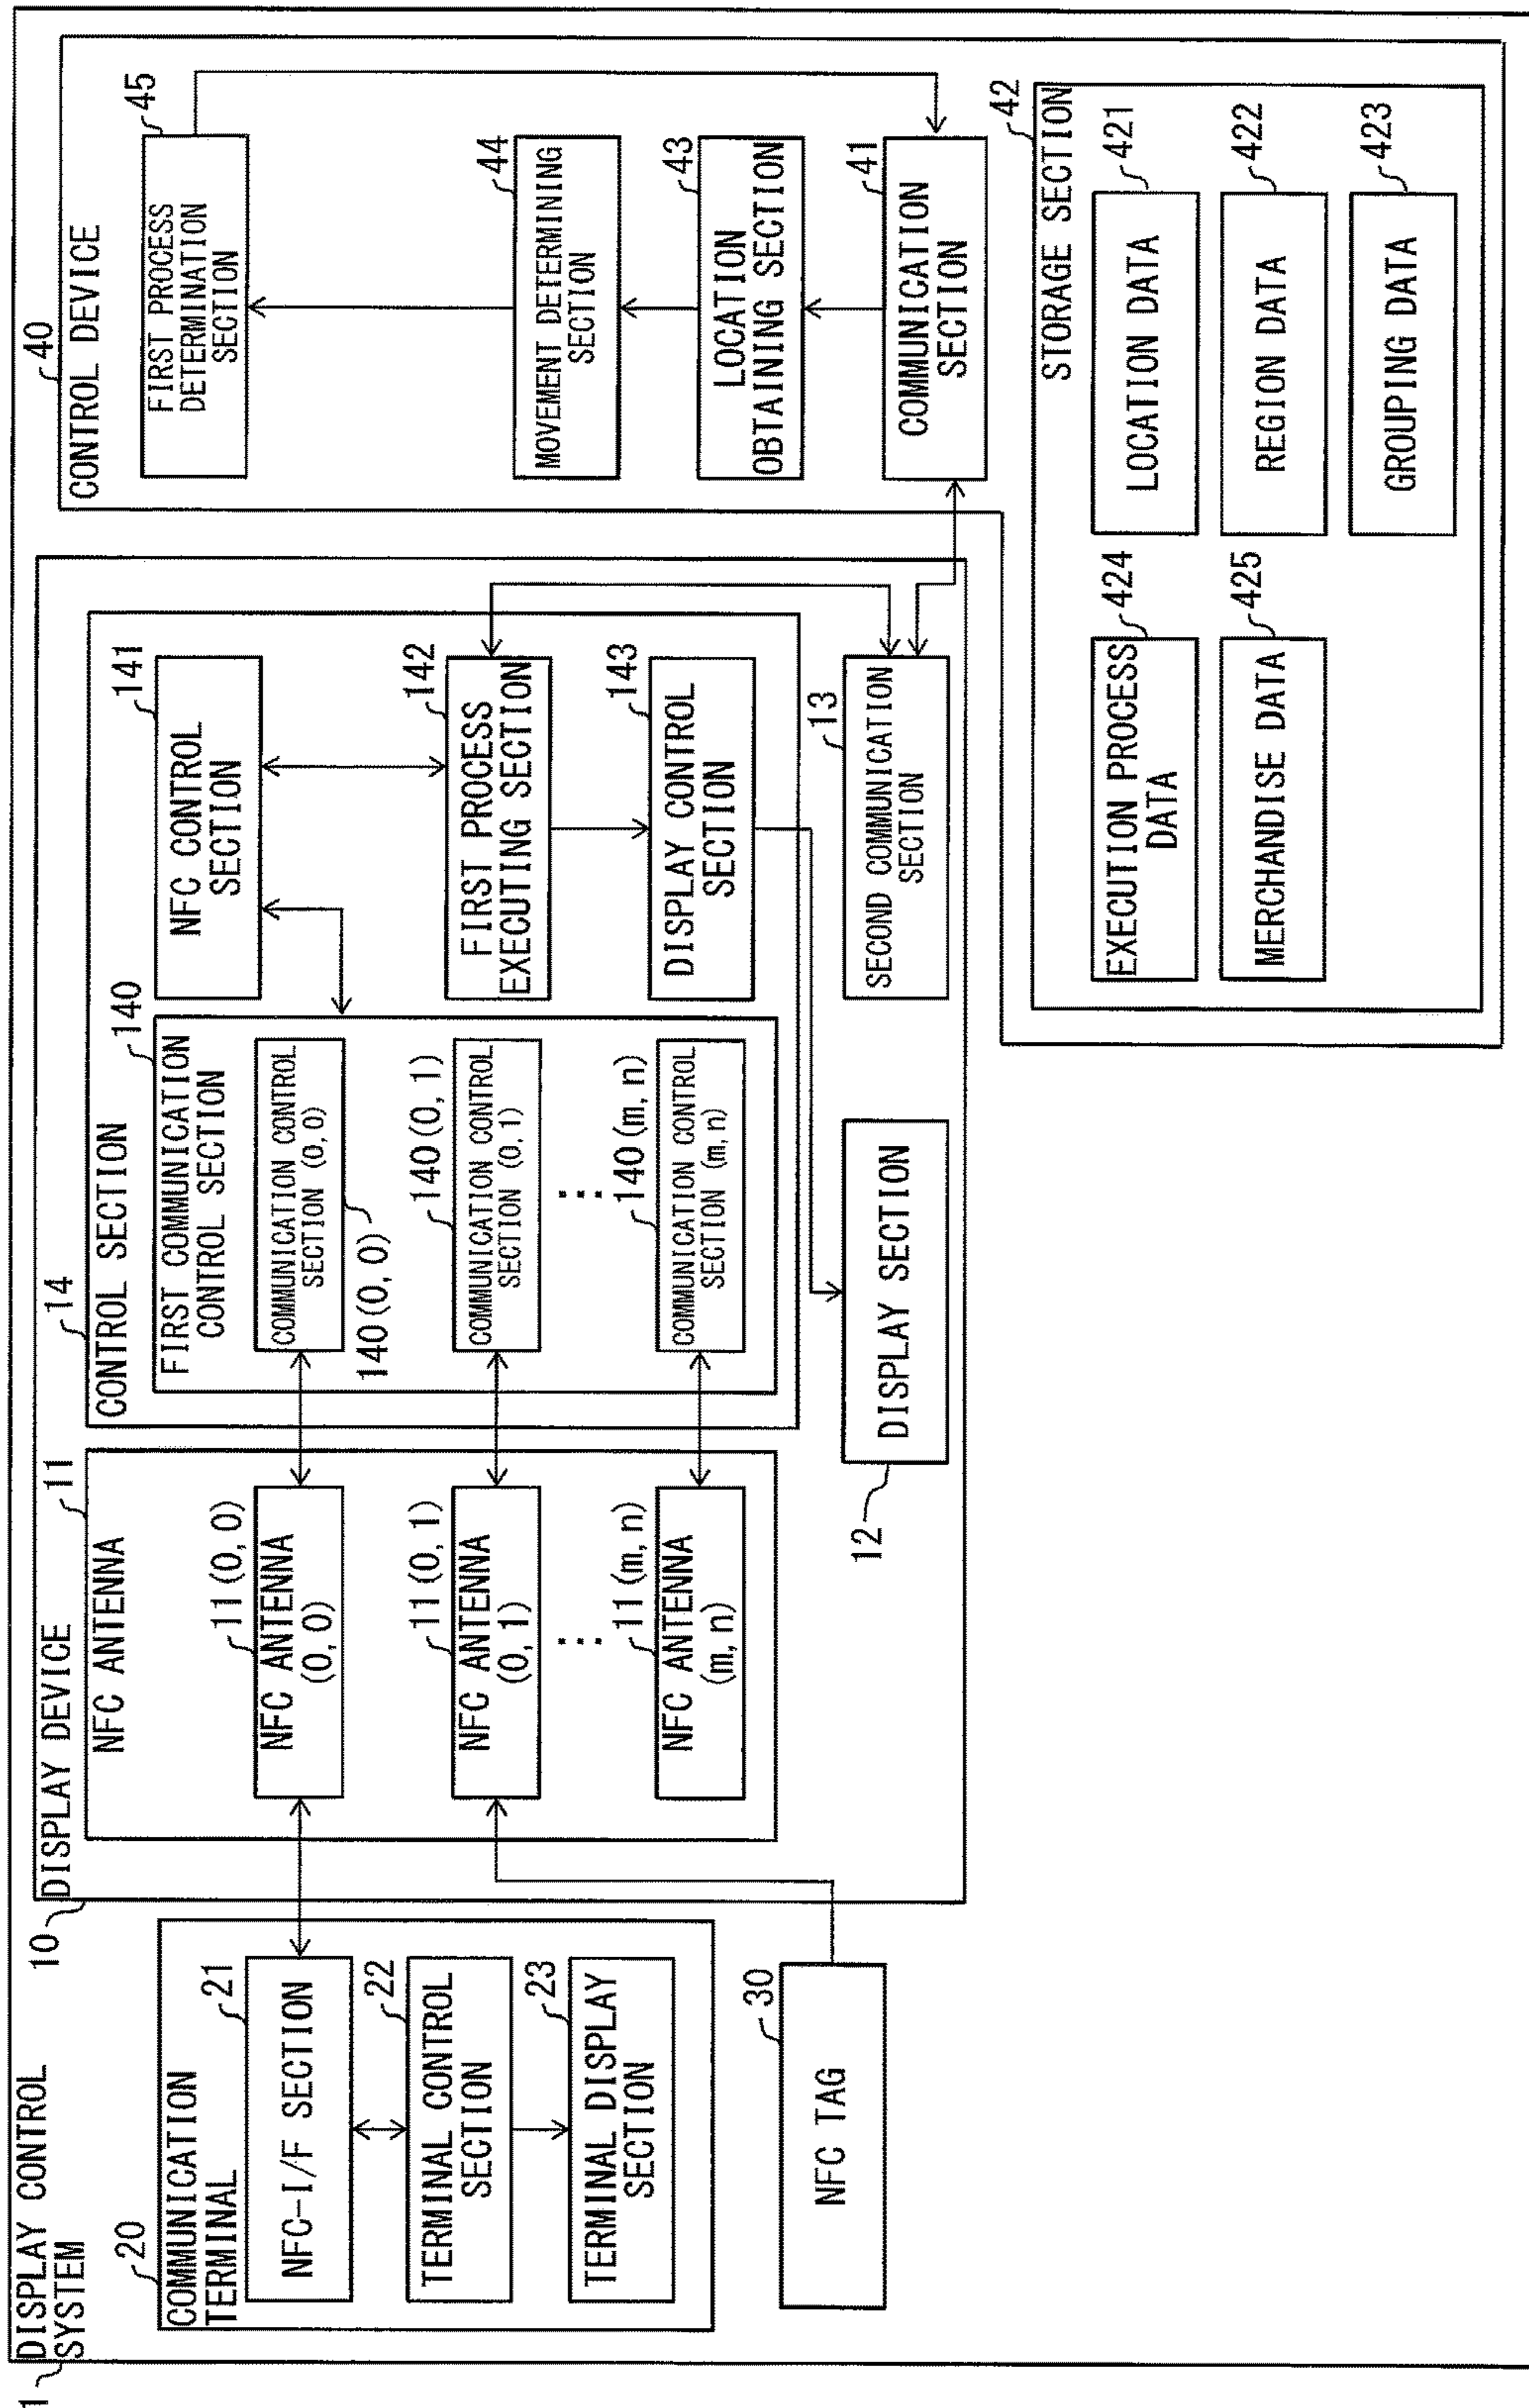 1
DISPLAY CONTROL
SYSTEM
20
COMMUNICATION
TERMINAL
21
NFC-I/F SECTION
22
TERMINAL CONTROL
SECTION
23
TERMINAL DISPLAY
SECTION
30
NFC TAG
10
DISPLAY DEVICE
11
NFC ANTENNA
11(0, 0)
NFC ANTENNA
(0, 0)
11(0, 1)
NFC ANTENNA
(0, 1)
...
11(m, n)
NFC ANTENNA
(m, n)
14
CONTROL SECTION
140
FIRST COMMUNICATION
CONTROL SECTION
COMMUNICATION CONTROL
SECTION (0, 0)
140(0, 0)
140(0, 1)
COMMUNICATION CONTROL
SECTION (0, 1)
...
140(m, n)
COMMUNICATION CONTROL
SECTION (m, n)
141
NFC CONTROL
SECTION
142
FIRST PROCESS
EXECUTING SECTION
143
DISPLAY CONTROL
SECTION
12
DISPLAY SECTION
13
SECOND COMMUNICATION
SECTION
40
CONTROL DEVICE
45
FIRST PROCESS
DETERMINATION
SECTION
44
MOVEMENT DETERMINING
SECTION
43
LOCATION
OBTAINING SECTION
41
COMMUNICATION
SECTION
42
STORAGE SECTION
424
EXECUTION PROCESS
DATA
421
LOCATION DATA
425
MERCHANDISE DATA
422
REGION DATA
423
GROUPING DATA